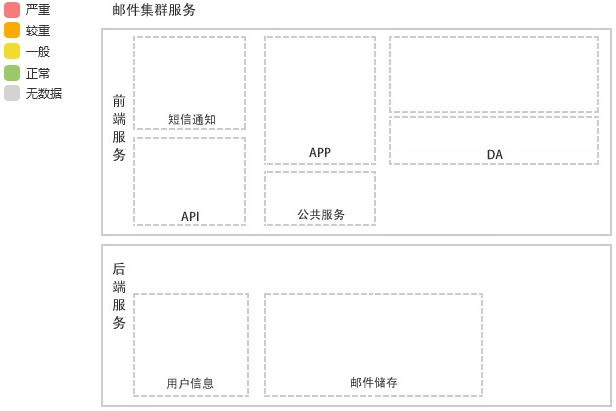 严重
较重
一般
正常
无数据
邮件集群服务
前端服务
短信通知
APP
DA
API
公共服务
后端服务
用户信息
邮件储存